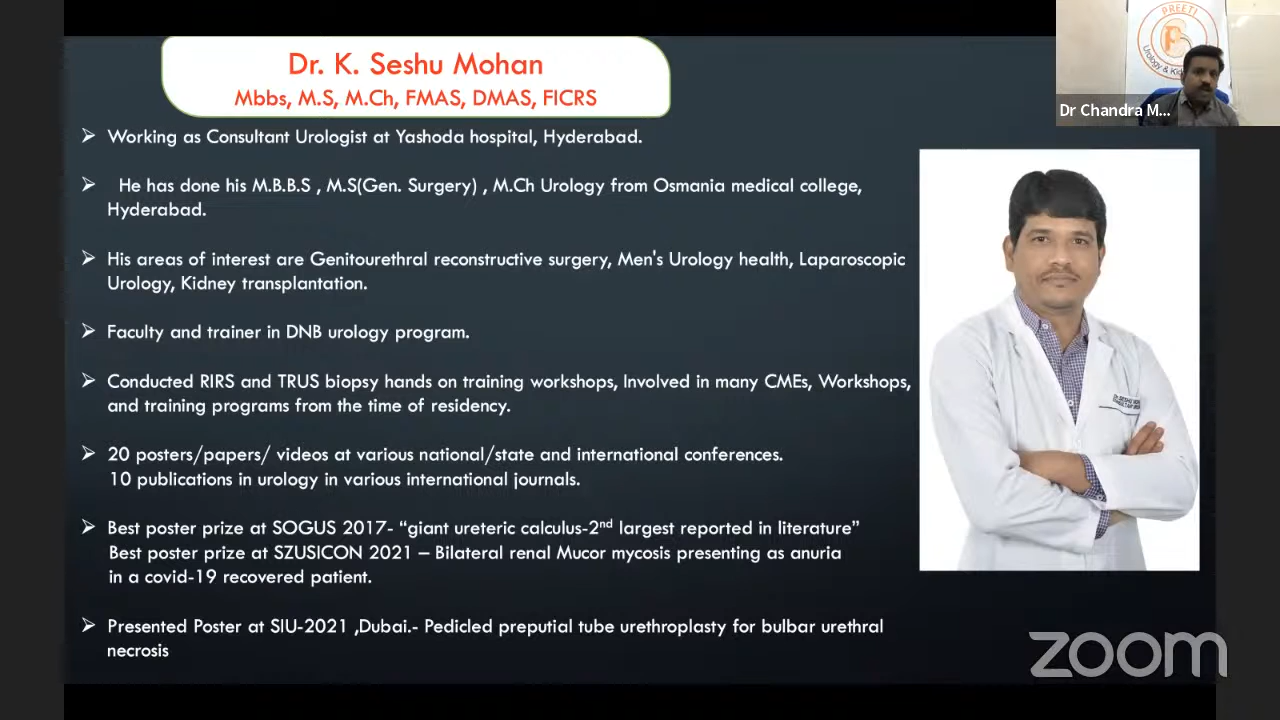 Dr. K. Seshu Mohan
Mbbs, M.S, M.Ch, FMAS, DMAS, FICRS
PREETI
Urology & Kid
Dr Chandra M...
Working as Consultant Urologist at Yashoda hospital, Hyderabad.
He has done his M.B.B.S , M.S(Gen. Surgery) , M.Ch Urology from Osmania medical college,
Hyderabad.
His areas of interest are Genitourethral reconstructive surgery, Men's Urology health, Laparoscopic
Urology, Kidney transplantation.
Faculty and trainer in DNB urology program.
Conducted RIRS and TRUS biopsy hands on training workshops, Involved in many CMEs, Workshops,
and training programs from the time of residency.
20 posters/papers/ videos at various national/state and international conferences.
10 publications in urology in various international journals.
Best poster prize at SOGUS 2017- “giant ureteric calculus-2nd largest reported in literature”
Best poster prize at SZUSICON 2021 – Bilateral renal Mucor mycosis presenting as anuria
in a covid-19 recovered patient.
Presented Poster at SIU-2021 ,Dubai.- Pedicled preputial tube urethroplasty for bulbar urethral
necrosis
zoom